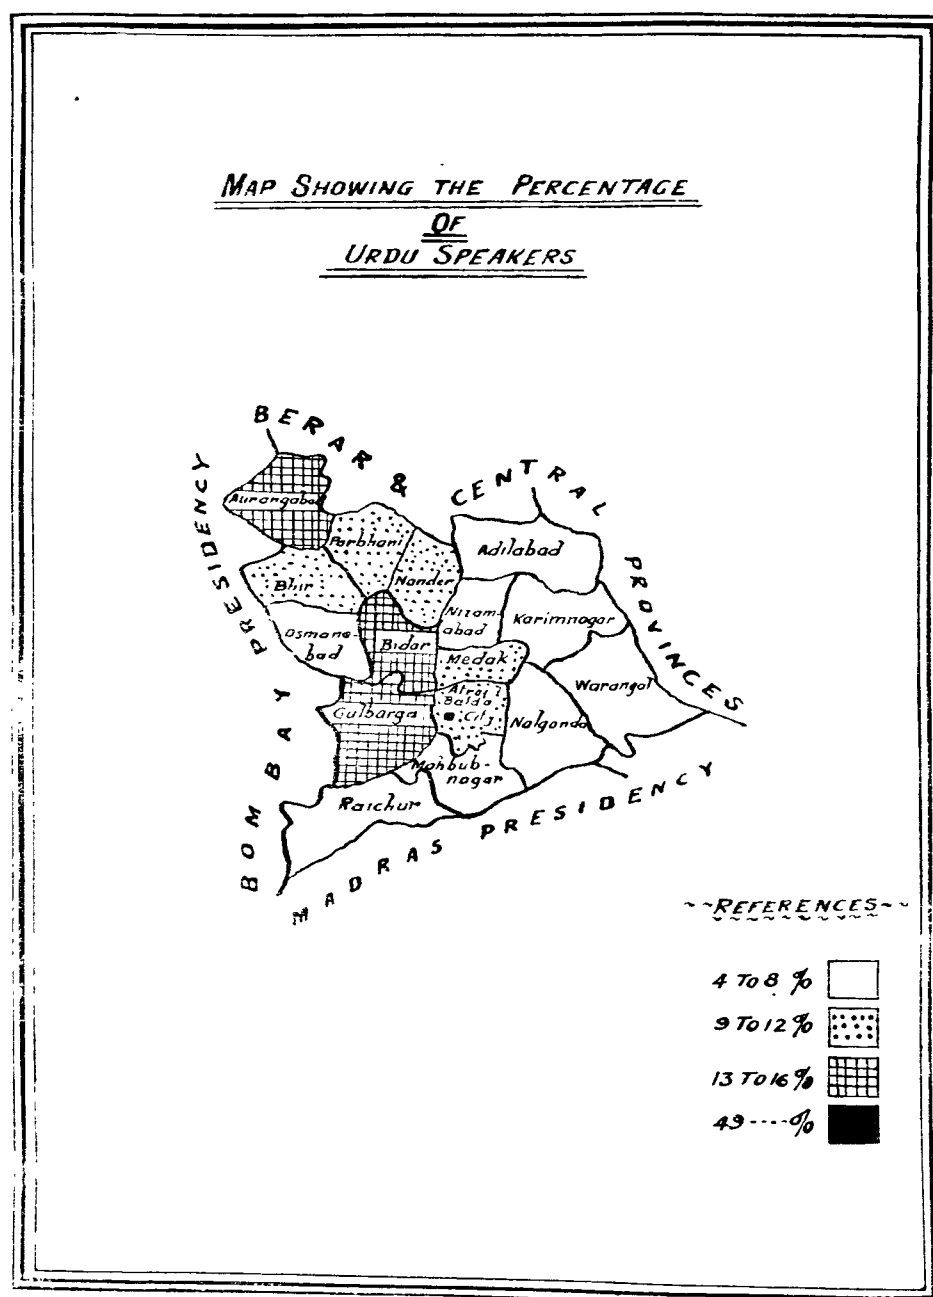 MAP SHOWING THE PERCENTAGE
OF
URDU SPEAKERS
BERAR & CENTRAL PROVINCES
BOMBAY PRESIDENCY
Aurangabad
Parbhani
Nander
Adilabad
Bhir
Osmana-
bad
Bidar
Nizam-
abad
Karimnagar
Medak
Warangal
Gulbarga
Balda
City
Nalgonda
Mahbub-
nagar
Raichur
MADRAS PRESIDENCY
~~REFERENCES~~
4 TO 8 %
9 TO 12 %
13 TO 16 %
49 ---- %